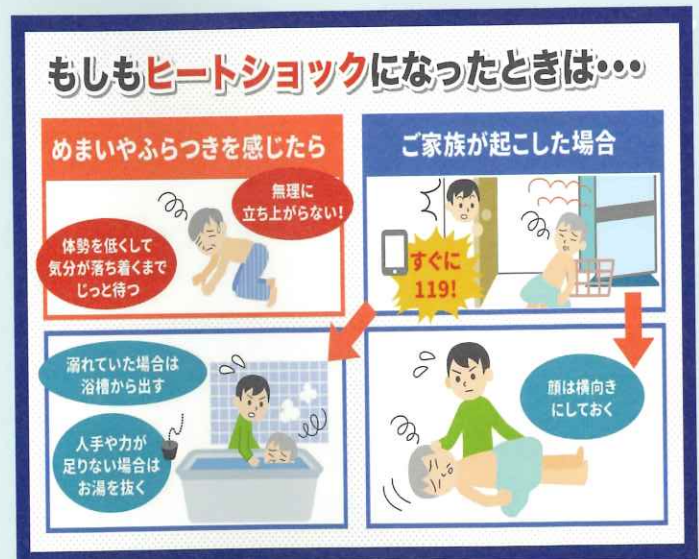 もしもヒートショックになったときは・・・
めまいやふらつきを感じたら
無理に
立ち上がらない!
体勢を低くして
気分が落ち着くまで
じっと待つ
ご家族が起こした場合
すぐに
119!
溺れていた場合は
浴槽から出す
人手や力が
足りない場合は
お湯を抜く
顔は横向き
にしておく